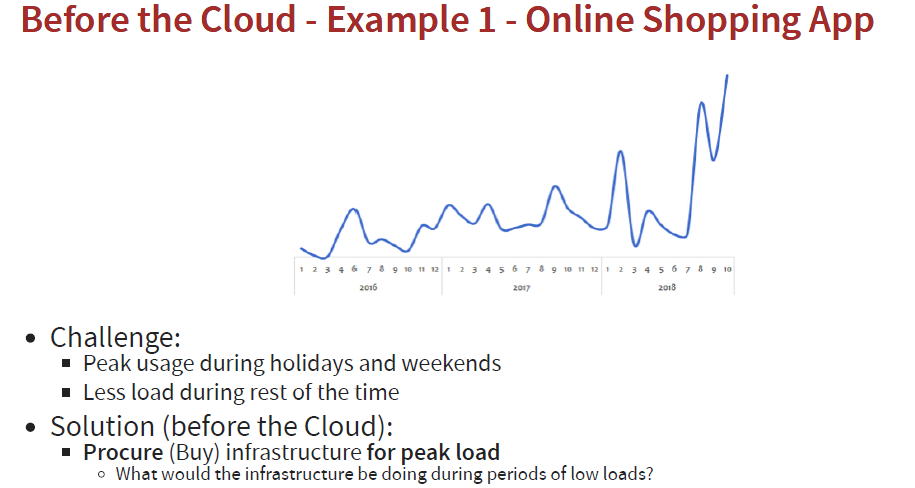 Before the Cloud - Example 1 - Online Shopping App
1 2 3 4 6 7 8 9 10 11 12 1 2 3 4 5 6 7 8 9 10 11 12 1 2 3 4 5 6 7 8 9 10
2016 2017 2018
Challenge:
Peak usage during holidays and weekends
Less load during rest of the time
Solution (before the Cloud):
Procure (Buy) infrastructure for peak load
What would the infrastructure be doing during periods of low loads?